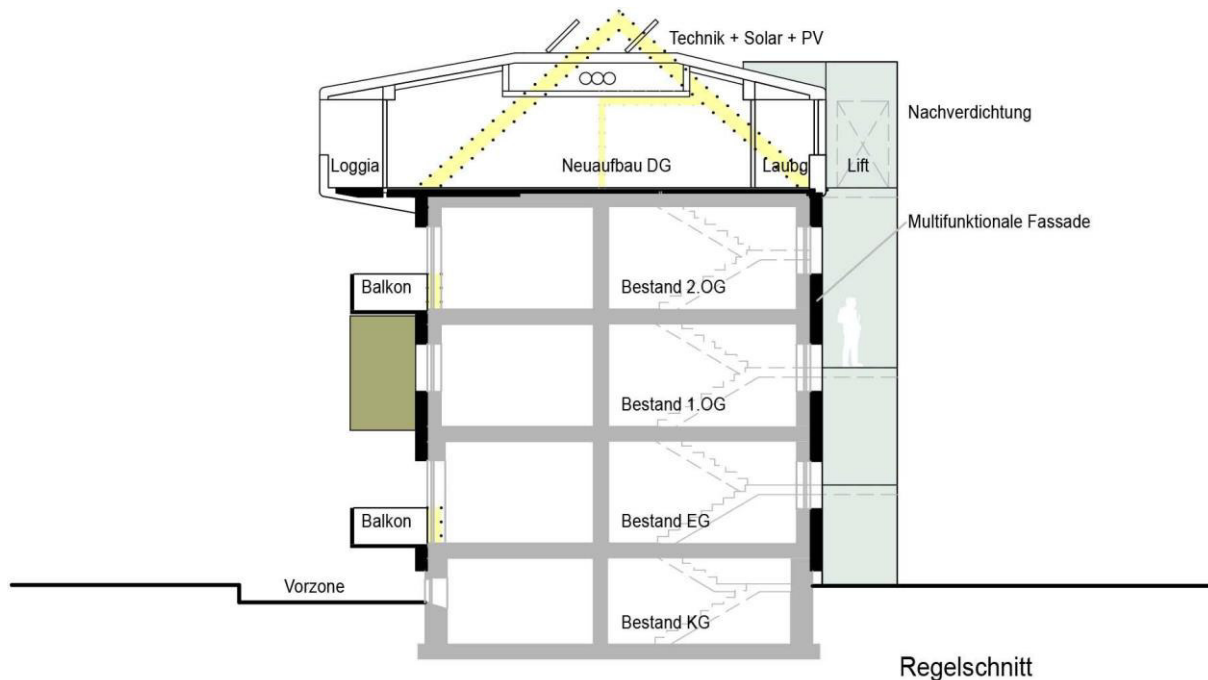 Technik + Solar + PV
Nachverdichtung
Loggia
Neuaufbau DG
Laubg
Lift
Multifunktionale Fassade
Balkon
Bestand 2.OG
Bestand 1.OG
Balkon
Bestand EG
Vorzone
Bestand KG
Regelschnitt